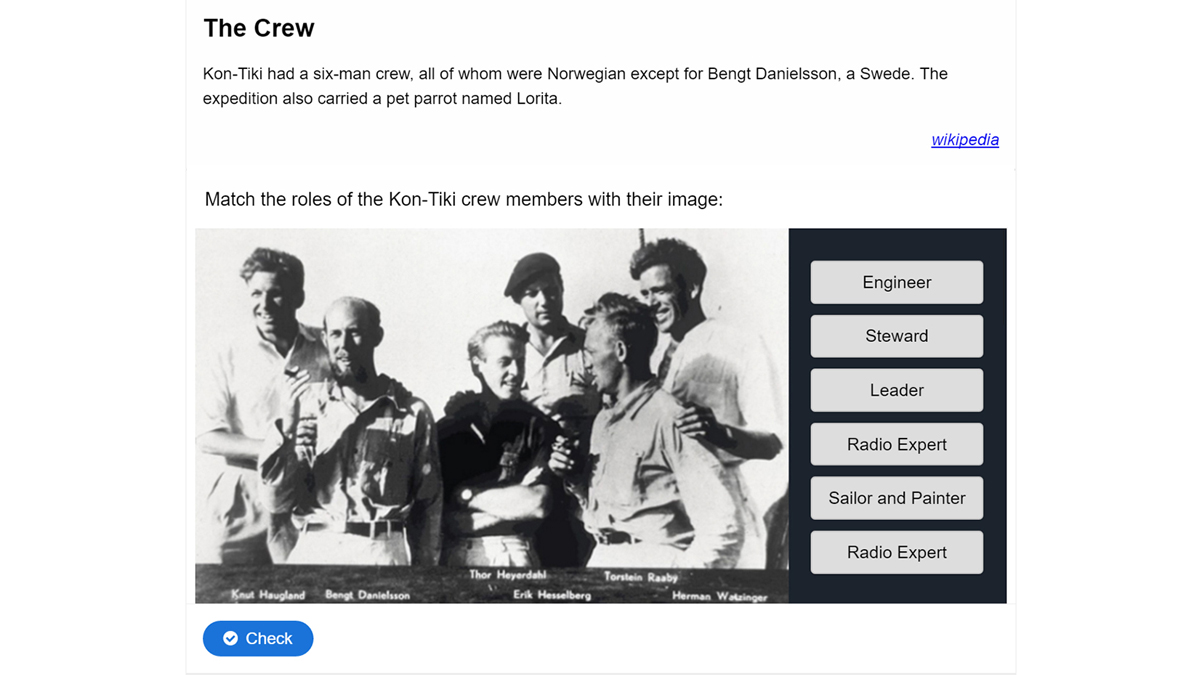 The Crew
Kon-Tiki had a six-man crew, all of whom were Norwegian except for Bengt Danielsson, a Swede. The
expedition also carried a pet parrot named Lorita.
wikipedia
Match the roles of the Kon-Tiki crew members with their image:
Engineer
Steward
Leader
Radio Expert
Sailor and Painter
Radio Expert
Thor Heyerdahl Torstein Raaby
Knut Haugland Bengt Danielsson Erik Hesselberg Herman Watzinger
Check